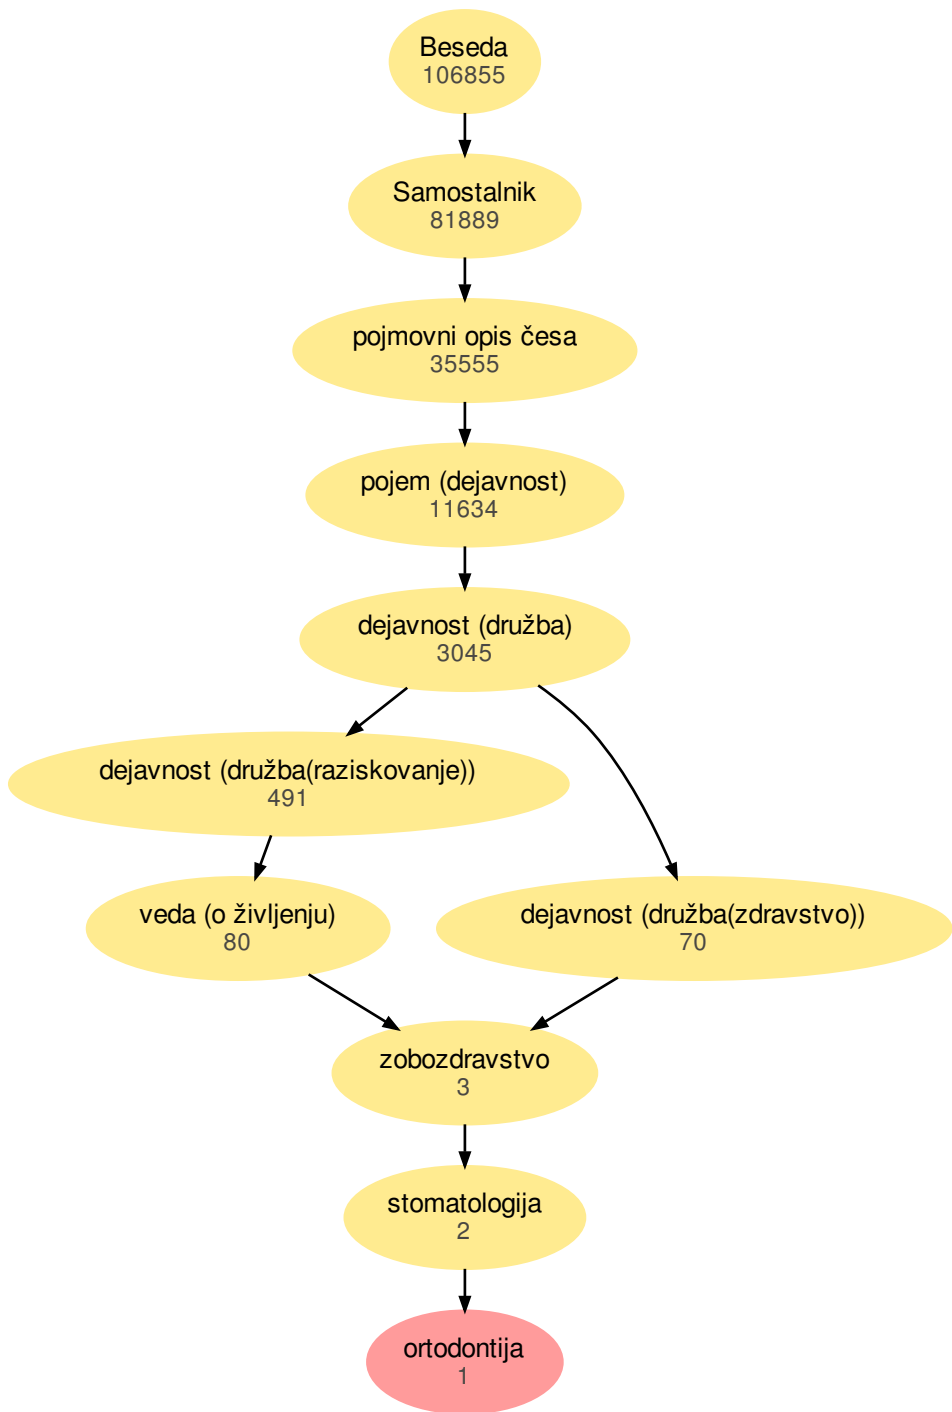 Beseda
106855
Samostalnik
81889
pojmovni opis česa
35555
pojem (dejavnost)
11634
dejavnost (družba)
3045
dejavnost (družba(raziskovanje))
491
veda (o življenju)
80
dejavnost (družba(zdravstvo))
70
zobozdravstvo
3
stomatologija
2
ortodontija
1